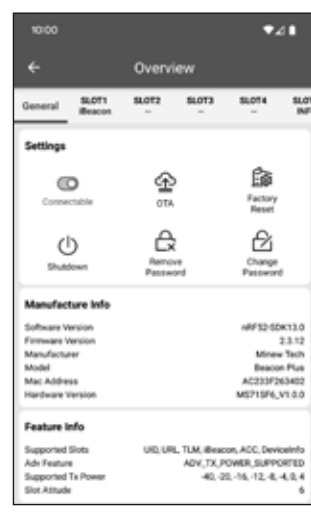 10:00
Overview
General SLOT1 SLOT2 SLOT3 SLOT4 SLO
iBeacon -- -- -- INF
Settings
Connectable OTA Factory
Reset
Shutdown Remove Change
Password Password
Manufacture Info
Software Version nRF52-SDK13.0
Firmware Version 2.3.12
Manufacturer Minew Tech
Model Beacon Plus
Mac Address AC233F263402
Hardware Version MS71SF6_V1.0.0
Feature Info
Supported Slots UID, URL, TLM, iBeacon, ACC, DeviceInfo
Adv Feature ADV_TX_POWER_SUPPORTED
Supported Tx Power -40, -20, -16, -12, -8, -4, 0, 4
Slot Atitude 6